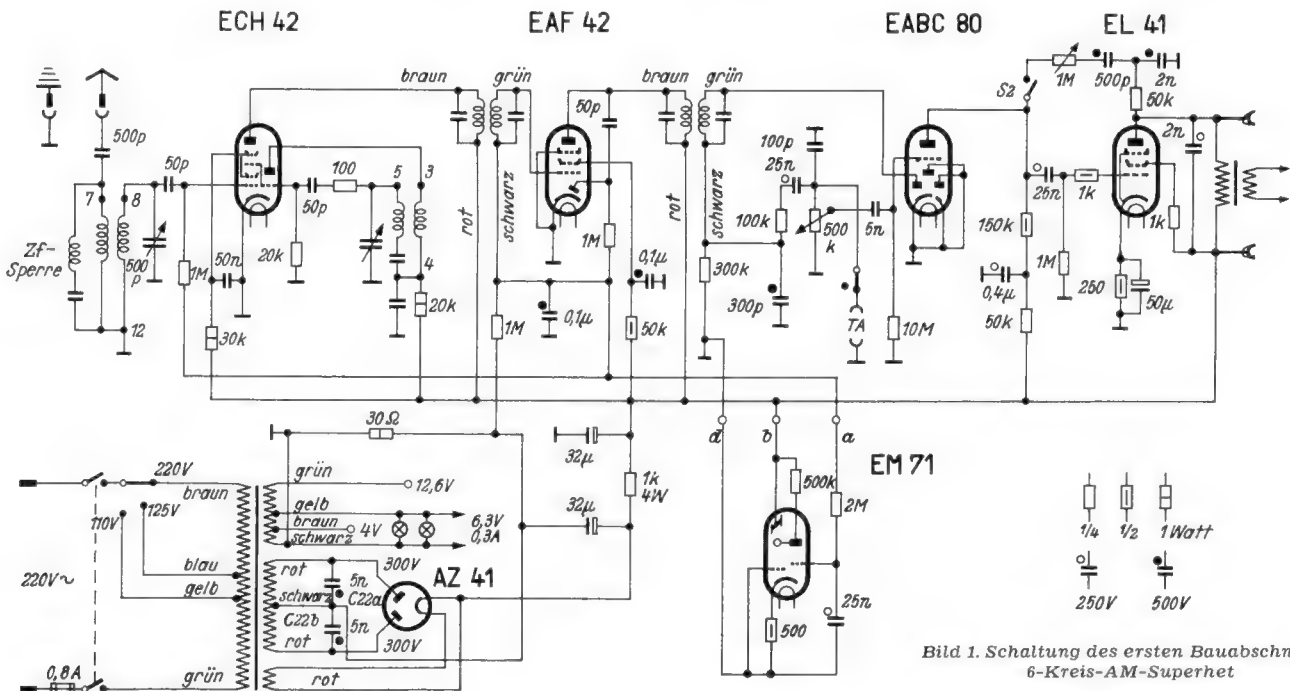 ECH 42
EAF 42
EABC 80
EL 41
braun
grün
braun
grün
S2
1M
500p
2n
50k
500p
50p
100
50p
100p
25n
2n
7
8
5
3
50p
rot
schwarz
rot
schwarz
100k
500
k
5n
25n
1k
1k
150k
Zf-
Sperre
500
p
1M
50n
20k
4
1M
0,1µ
300k
1M
250
50µ
12
30k
20k
1M
0,1µ
50k
300p
TA
10M
0,4µ
50k
30Ω
32µ
d
b
a
EM 71
220V
braun
grün
12,6V
1k
4W
500k
2M
110V
125V
gelb
braun
4V
schwarz
6,3V
0,3A
32µ
1/4
1/2
1 Watt
220V~
blau
gelb
rot
300V
5n
C22a
AZ 41
schwarz
C22b
5n
rot
300V
25n
500
250V
500V
0,8A
grün
rot
Bild 1. Schaltung des ersten Bauabschn
6-Kreis-AM-Superhet